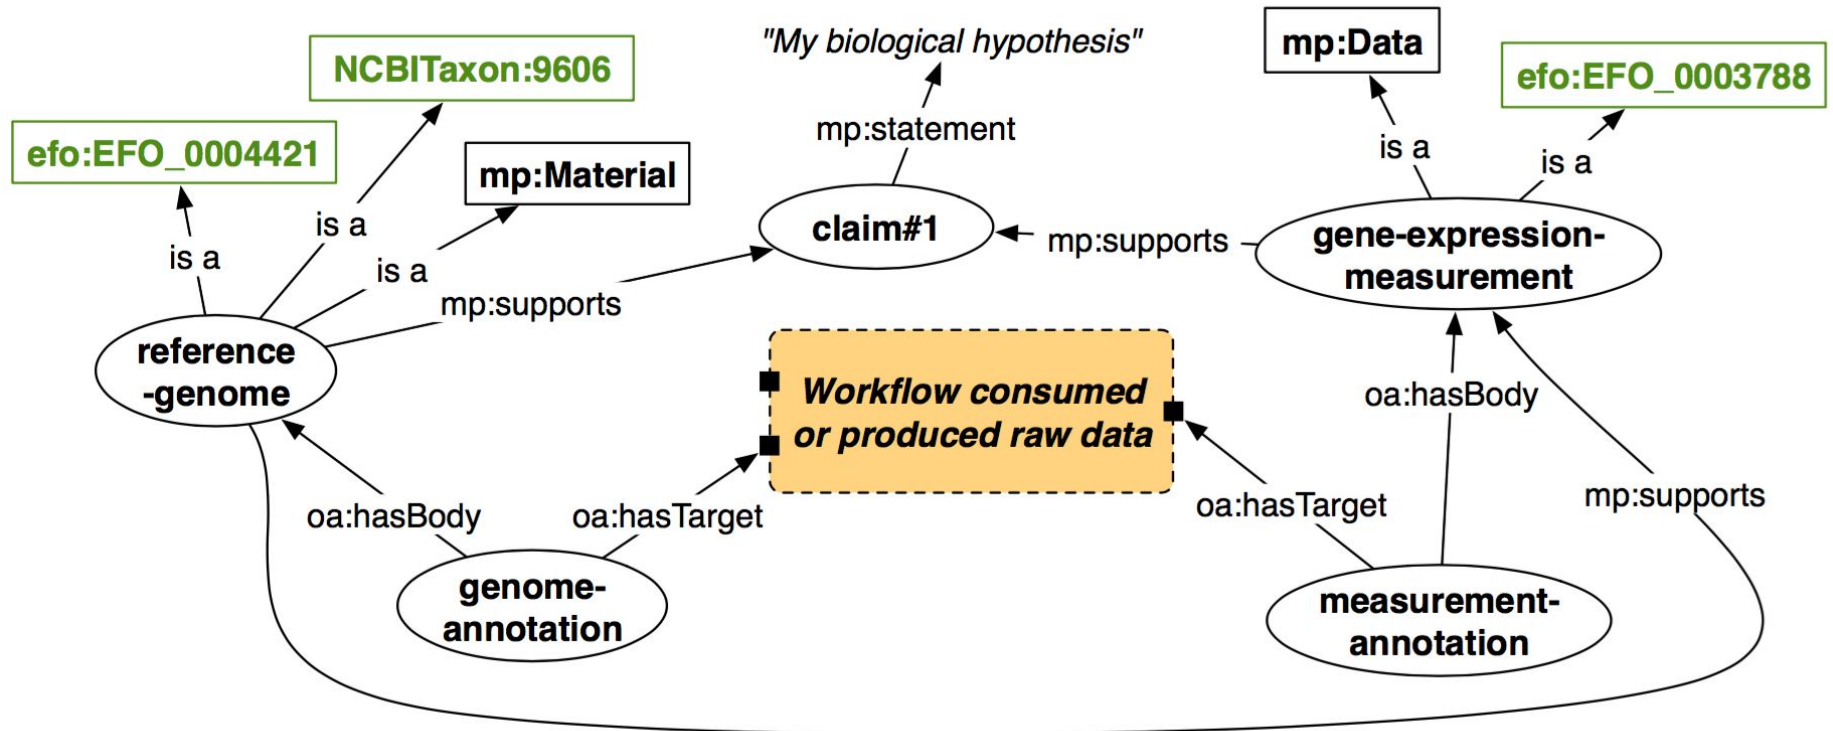 "My biological hypothesis"
mp:Data
NCBITaxon:9606
efo:EFO_0003788
mp:statement
efo:EFO_0004421
is a
is a
mp:Material
is a
claim#1
mp:supports
gene-expression-
measurement
is a
is a
mp:supports
reference
-genome
Workflow consumed
or produced raw data
oa:hasBody
oa:hasBody
oa:hasTarget
oa:hasTarget
mp:supports
genome-
annotation
measurement-
annotation